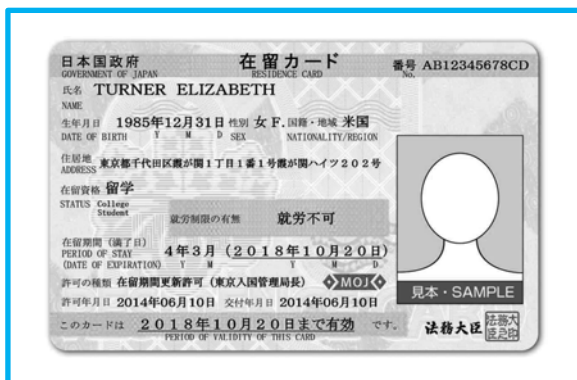 日本国政府 在留カード 番号 AB12345678CD
GOVERNMENT OF JAPAN RESIDENCE CARD No.
氏名 TURNER ELIZABETH
NAME
生年月日 1985年12月31日 性別 女 F. 国籍・地域 米国
DATE OF BIRTH Y M D SEX NATIONALITY/REGION
住居地 東京都千代田区霞が関1丁目1番1号霞が関ハイツ202号
ADDRESS
在留資格 留学
STATUS College
Student
就労制限の有無 就労不可
在留期間(満了日) 4年3月(2018年10月20日)
PERIOD OF STAY Y M Y M D
(DATE OF EXPIRATION)
許可の種類 在留期間更新許可(東京入国管理局長) MOJ
見本・SAMPLE
許可年月日 2014年06月10日 交付年月日 2014年06月10日
このカードは 2018年10月20日まで有効 です。
PERIOD OF VALIDITY OF THIS CARD
法務大臣 法務大臣之印